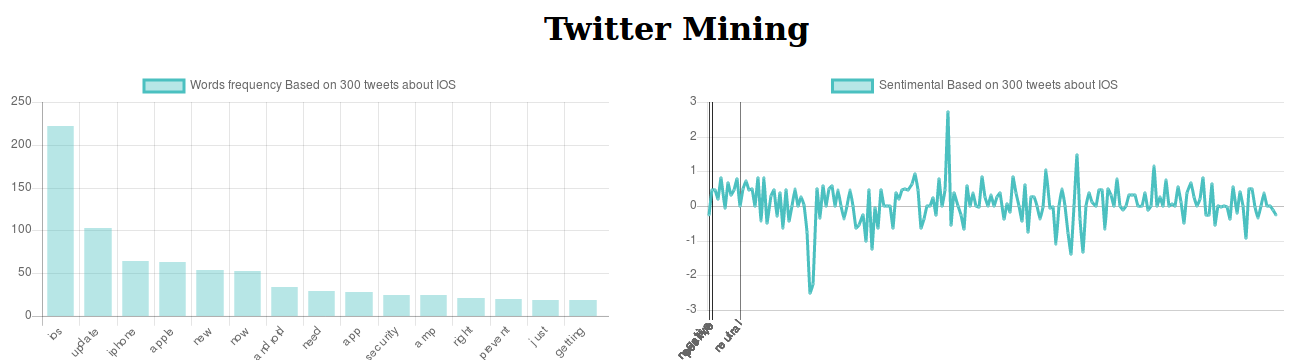 Twitter Mining
Words frequency Based on 300 tweets about IOS
250
200
150
100
50
0
ios
update
iphone
apple
new
now
android
need
app
security
amp
right
prevent
just
getting
Sentimental Based on 300 tweets about IOS
3
2
1
0
-1
-2
-3
neutral